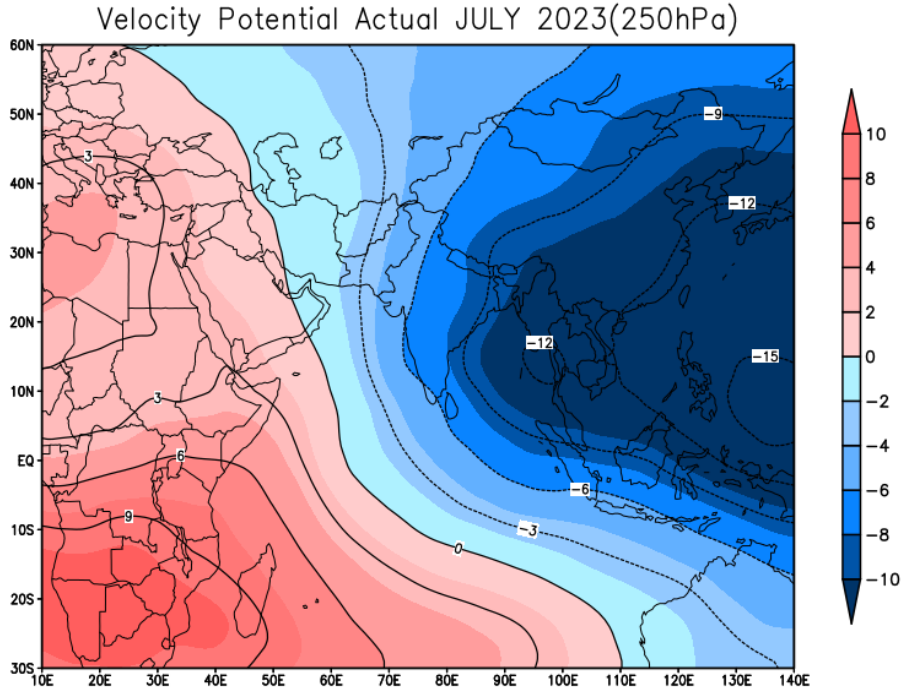 Velocity Potential Actual JULY 2023(250hPa)
60N
50N
40N
30N
20N
10N
EQ
10S
20S
30S
10E 20E 30E 40E 50E 60E 70E 80E 90E 100E 110E 120E 130E 140E
3
-9
-12
-12
-15
3
6
-6
9
-3
0
10
8
6
4
2
0
-2
-4
-6
-8
-10